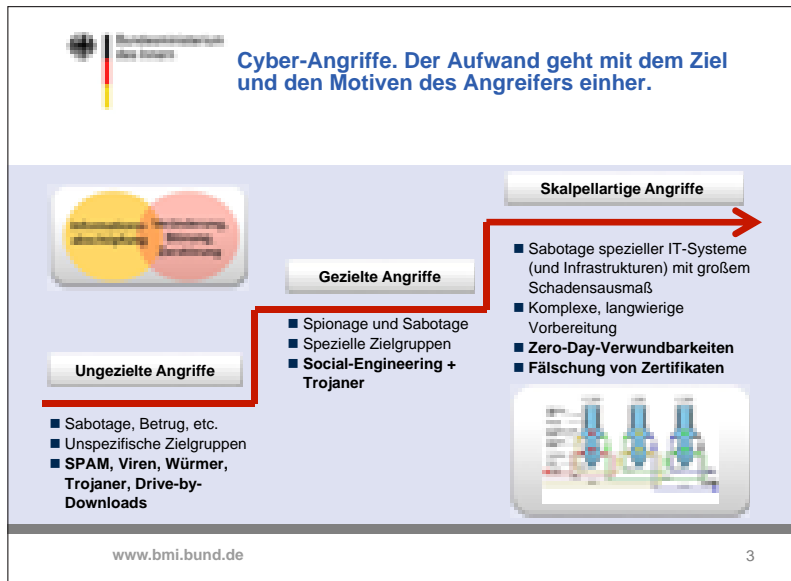 Bundesministerium
des Innern
Cyber-Angriffe. Der Aufwand geht mit dem Ziel
und den Motiven des Angreifers einher.
Skalpellartige Angriffe
Sabotage spezieller IT-Systeme
(und Infrastrukturen) mit großem
Schadensausmaß
Komplexe, langwierige
Vorbereitung
Zero-Day-Verwundbarkeiten
Fälschung von Zertifikaten
Gezielte Angriffe
Spionage und Sabotage
Spezielle Zielgruppen
Social-Engineering +
Trojaner
Ungezielte Angriffe
Sabotage, Betrug, etc.
Unspezifische Zielgruppen
SPAM, Viren, Würmer,
Trojaner, Drive-by-
Downloads
www.bmi.bund.de
3